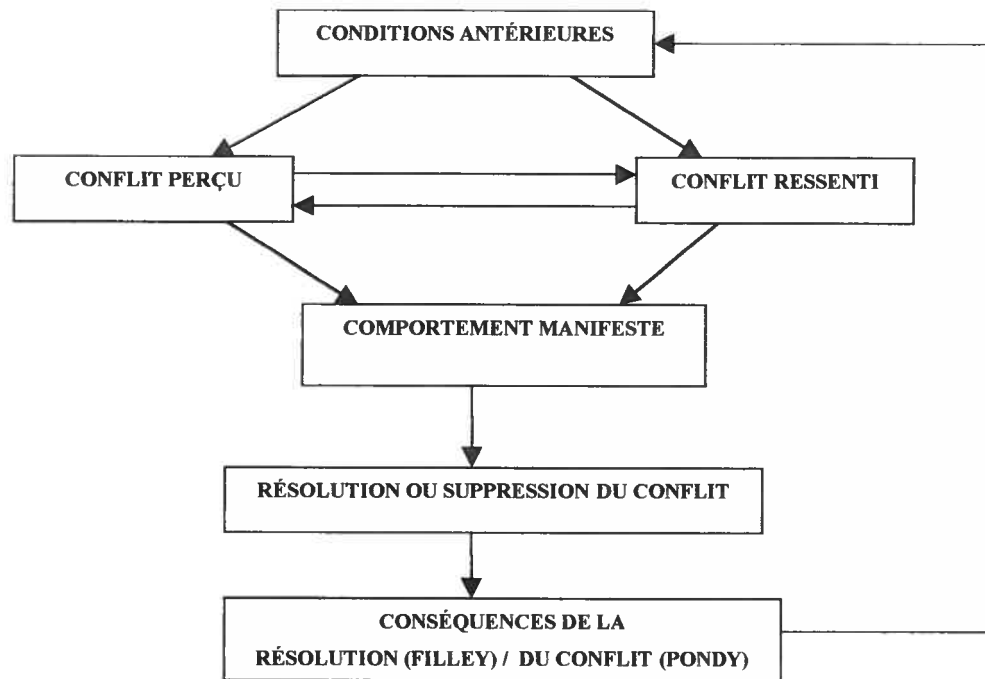 CONDITIONS ANTÉRIEURES
CONFLIT PERÇU
CONFLIT RESSENTI
COMPORTEMENT MANIFESTE
RÉSOLUTION OU SUPPRESSION DU CONFLIT
CONSÉQUENCES DE LA
RÉSOLUTION (FILLEY) / DU CONFLIT (PONDY)